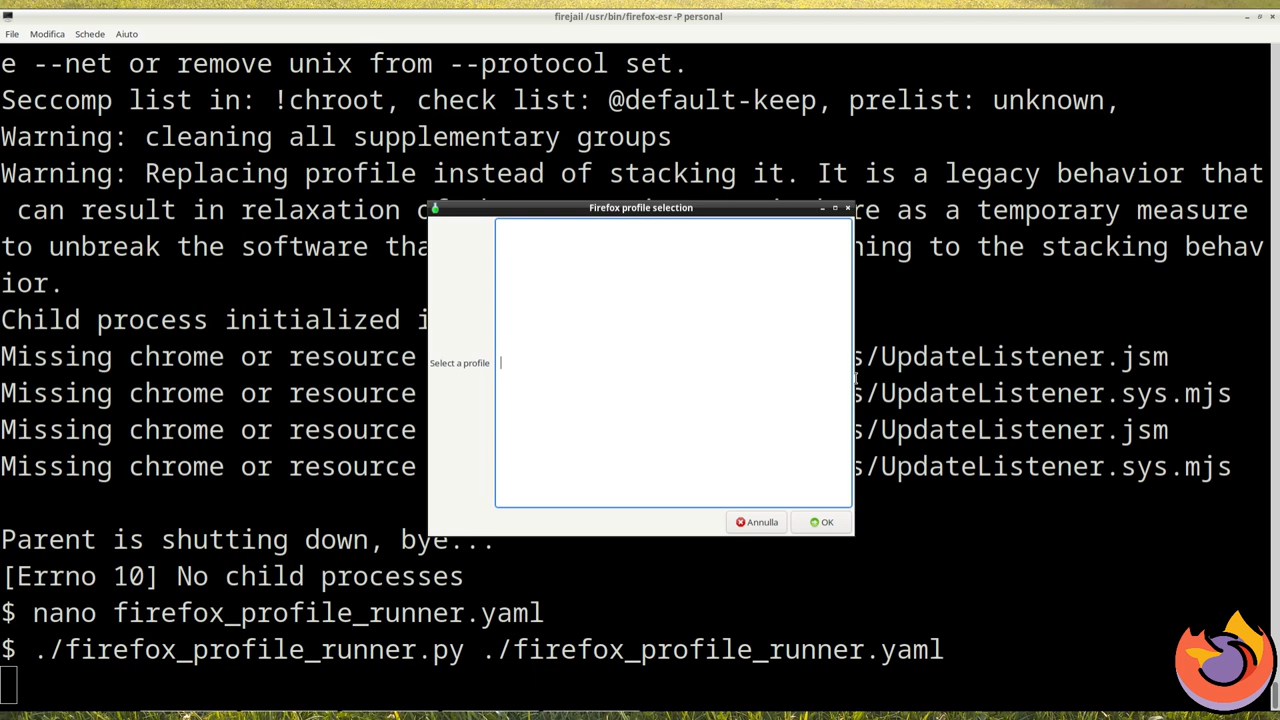 firejail /usr/bin/firefox-esr -P personal
File Modifica Schede Aiuto
e --net or remove unix from --protocol set.
Seccomp list in: !chroot, check list: @default-keep, prelist: unknown,
Warning: cleaning all supplementary groups
Warning: Replacing profile instead of stacking it. It is a legacy behavior that
can result in relaxation o re as a temporary measure
to unbreak the software tha ning to the stacking behav
ior.
Child process initialized i
Missing chrome or resource s/UpdateListener.jsm
Missing chrome or resource s/UpdateListener.sys.mjs
Missing chrome or resource s/UpdateListener.jsm
Missing chrome or resource s/UpdateListener.sys.mjs
Parent is shutting down, bye...
[Errno 10] No child processes
$ nano firefox_profile_runner.yaml
$ ./firefox_profile_runner.py ./firefox_profile_runner.yaml
Firefox profile selection
Select a profile
Annulla OK